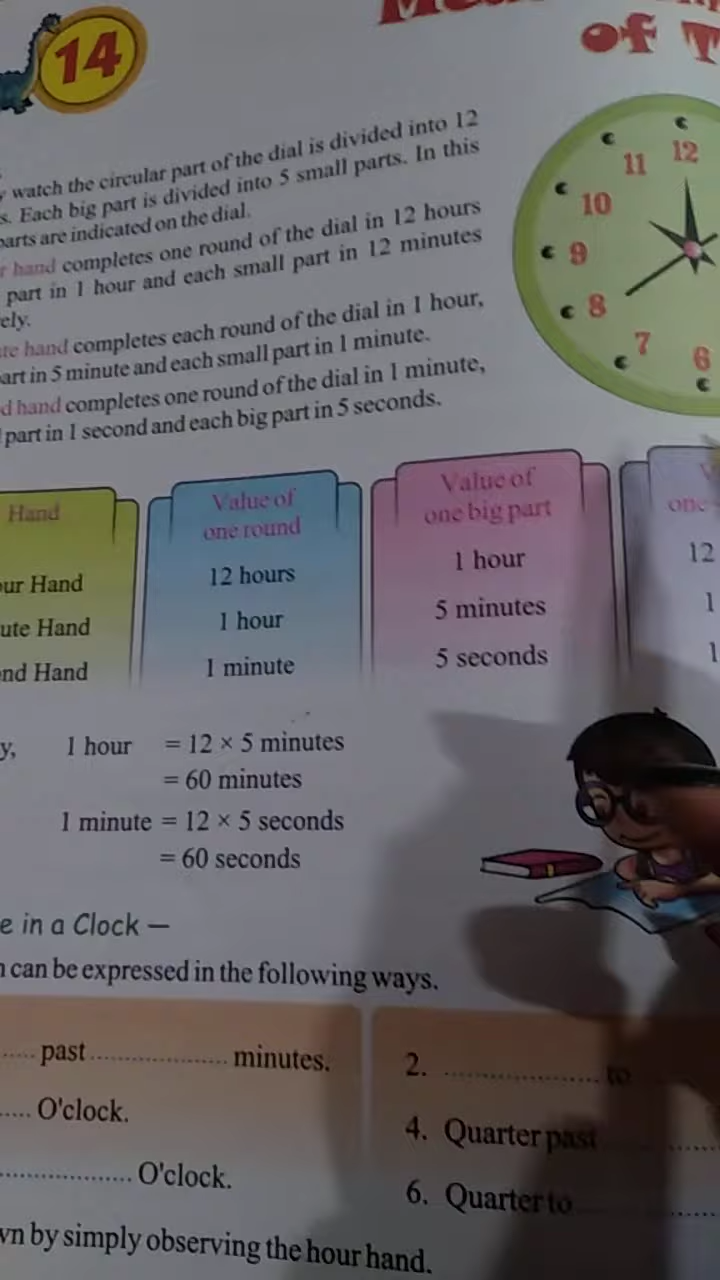 14
of T
watch the circular part of the dial is divided into 12
s. Each big part is divided into 5 small parts. In this
parts are indicated on the dial.
r hand completes one round of the dial in 12 hours
part in 1 hour and each small part in 12 minutes
ely.
te hand completes each round of the dial in 1 hour,
art in 5 minute and each small part in 1 minute.
d hand completes one round of the dial in 1 minute,
part in 1 second and each big part in 5 seconds.
12
11
10
9
8
7
6
Hand
ur Hand
ute Hand
nd Hand
Value of
one round
12 hours
1 hour
1 minute
Value of
one big part
1 hour
5 minutes
5 seconds
V
one
12
1
1
y, 1 hour = 12 × 5 minutes
= 60 minutes
1 minute = 12 × 5 seconds
= 60 seconds
e in a Clock —
can be expressed in the following ways.
..... past ...................... minutes.
..... O'clock.
..................... O'clock.
2. ......................... to
4. Quarter past ........
6. Quarter to ........
wn by simply observing the hour hand.